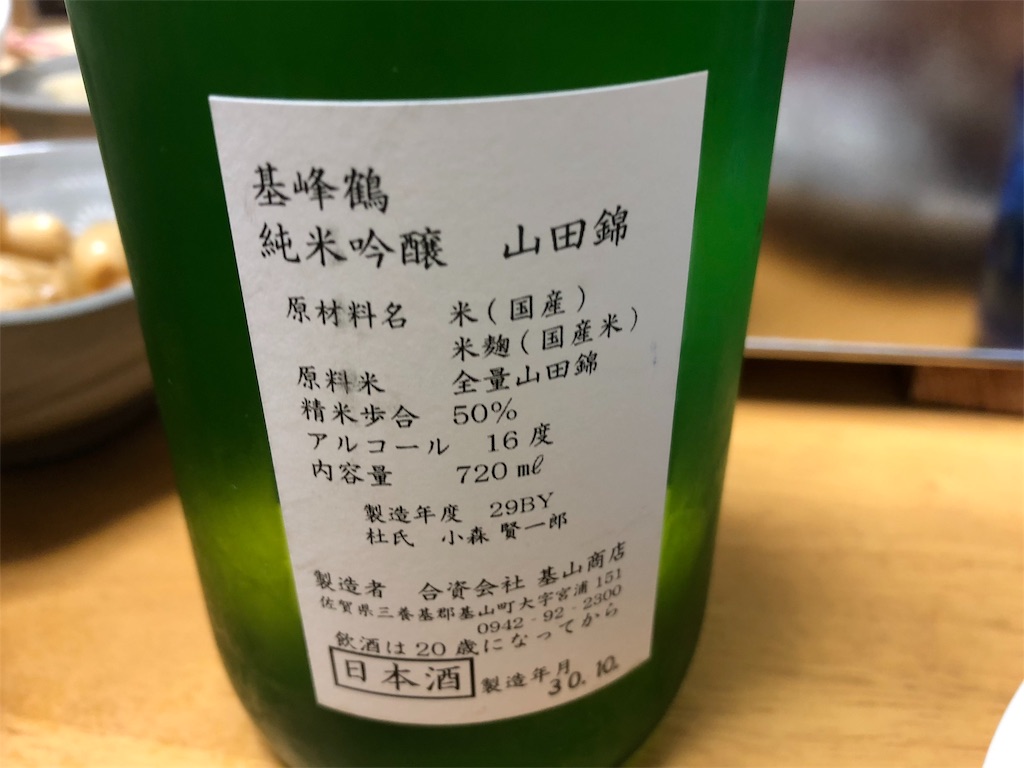 基峰鶴
純米吟醸 山田錦
原材料名 米(国産)
米麹(国産米)
原料米 全量山田錦
精米歩合 50%
アルコール 16度
内容量 720㎖
製造年度 29BY
杜氏 小森 賢一郎
製造者 合資会社 基山商店
佐賀県三養基郡基山町大字宮浦151
0942-92-2300
飲酒は20歳になってから
日本酒 製造年月
30.10.